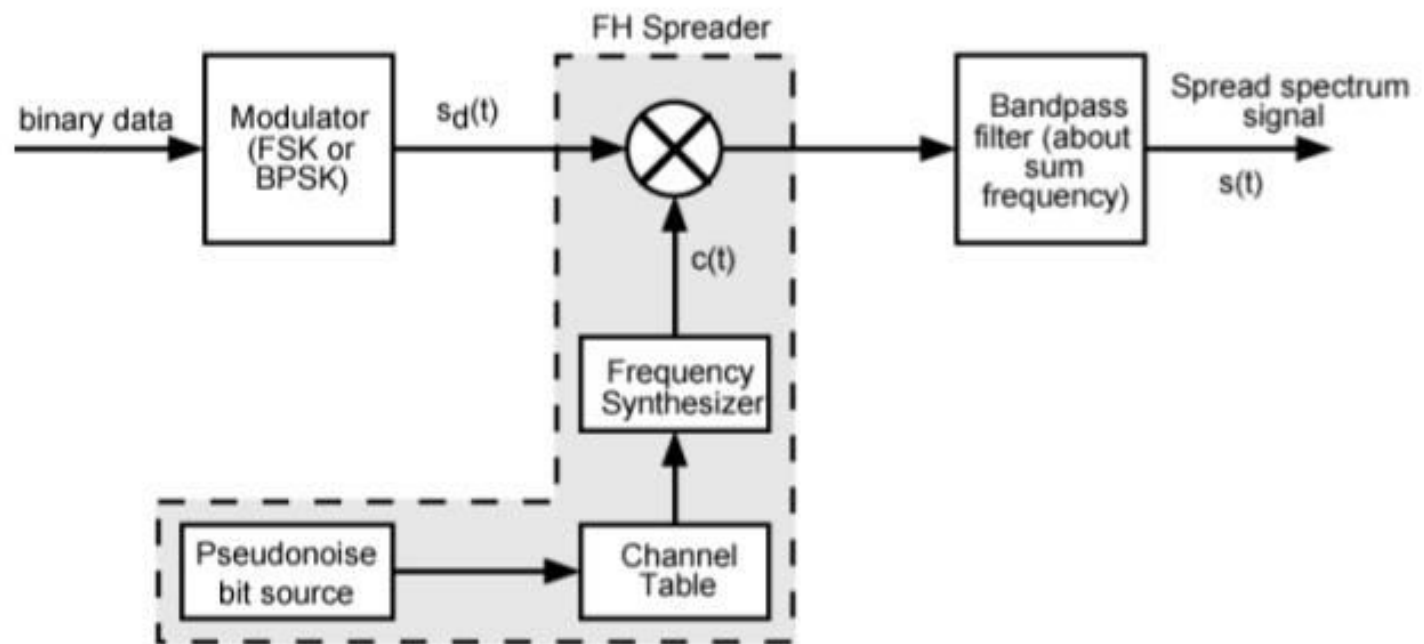 FH Spreader
binary data
Modulator
(FSK or
BPSK)
s_d(t)
Bandpass
filter (about
sum
frequency)
Spread spectrum
signal
s(t)
c(t)
Frequency
Synthesizer
Pseudonoise
bit source
Channel
Table